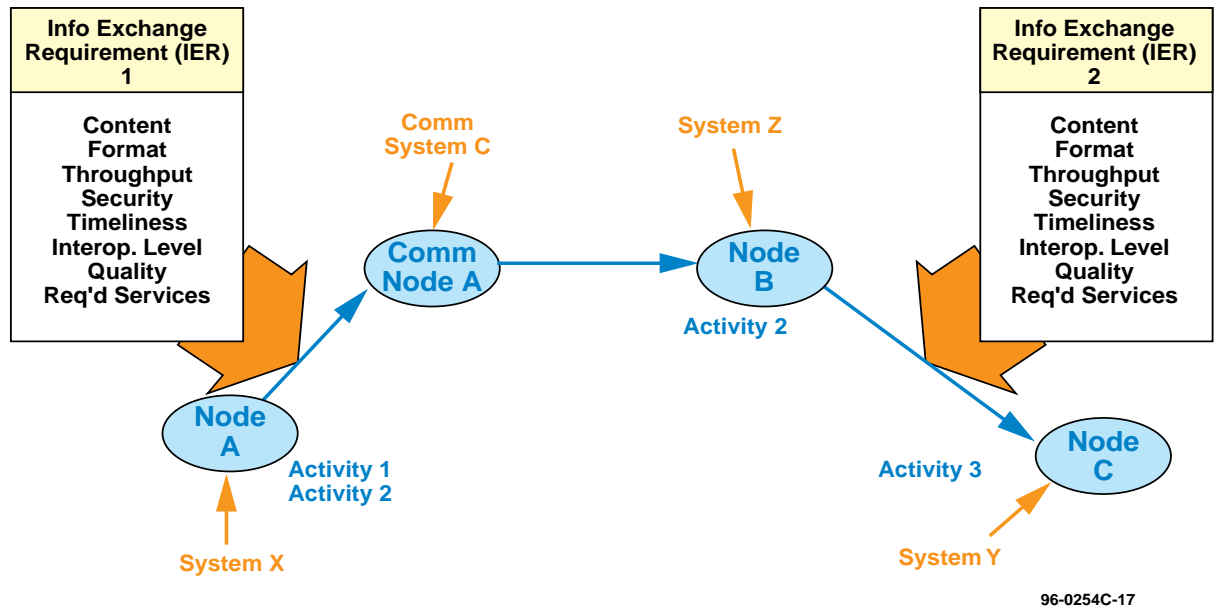 Info Exchange
Requirement (IER)
1
Content
Format
Throughput
Security
Timeliness
Interop. Level
Quality
Req'd Services
Info Exchange
Requirement (IER)
2
Content
Format
Throughput
Security
Timeliness
Interop. Level
Quality
Req'd Services
Comm
System C
System Z
Comm
Node A
Node
B
Activity 2
Node
A
Activity 1
Activity 2
System X
Activity 3
Node
C
System Y
96-0254C-17